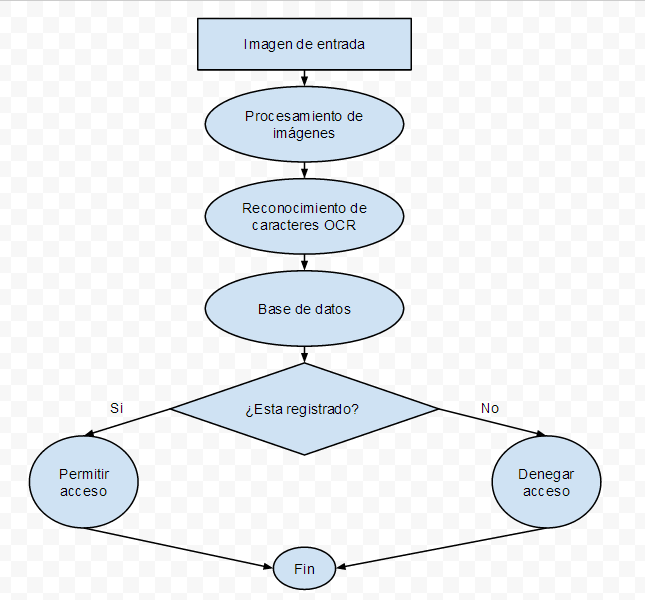 Imagen de entrada
Procesamiento de
imágenes
Reconocimiento de
caracteres OCR
Base de datos
¿Esta registrado?
Si
No
Permitir
acceso
Denegar
acceso
Fin